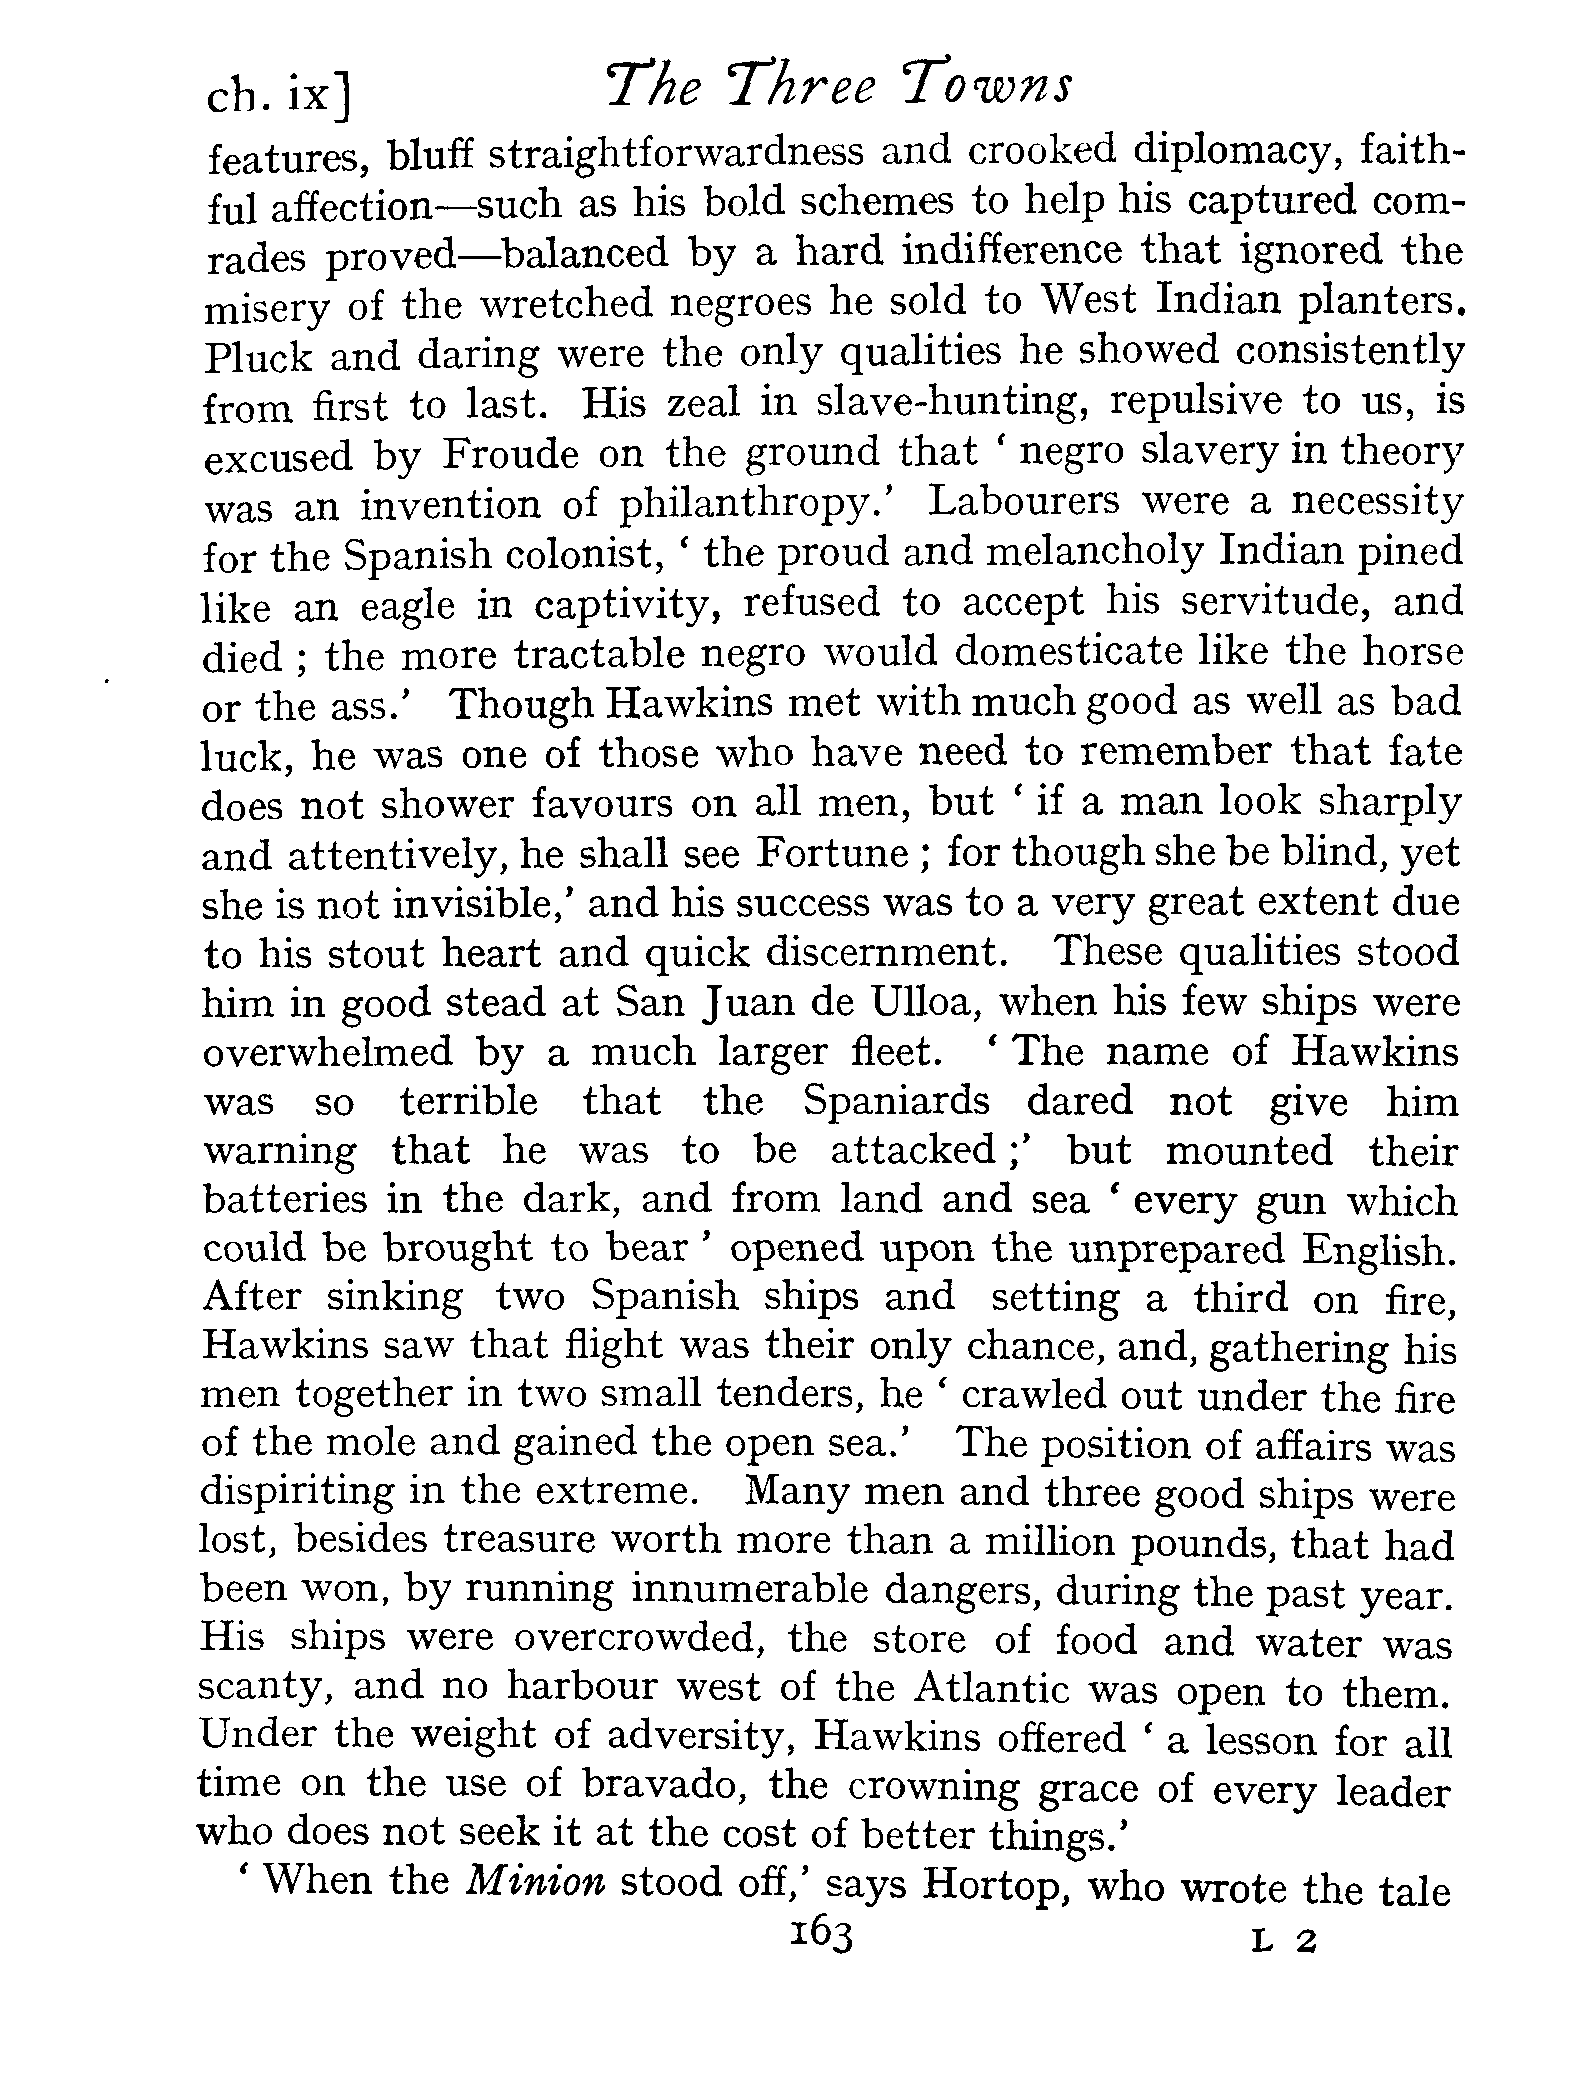 ch. ix] The Three Towns
features, bluff straightforwardness and crooked diplomacy, faith-
ful affection—such as his bold schemes to help his captured com-
rades proved—balanced by a hard indifference that ignored the
misery of the wretched negroes he sold to West Indian planters.
Pluck and daring were the only qualities he showed consistently
from first to last. His zeal in slave-hunting, repulsive to us, is
excused by Froude on the ground that ‘ negro slavery in theory
was an invention of philanthropy.’ Labourers were a necessity
for the Spanish colonist, ‘ the proud and melancholy Indian pined
like an eagle in captivity, refused to accept his servitude, and
died ; the more tractable negro would domesticate like the horse
or the ass.’ Though Hawkins met with much good as well as bad
luck, he was one of those who have need to remember that fate
does not shower favours on all men, but ‘ if a man look sharply
and attentively, he shall see Fortune ; for though she be blind, yet
she is not invisible,’ and his success was to a very great extent due
to his stout heart and quick discernment. These qualities stood
him in good stead at San Juan de Ulloa, when his few ships were
overwhelmed by a much larger fleet. ‘ The name of Hawkins
was so terrible that the Spaniards dared not give him
warning that he was to be attacked ;’ but mounted their
batteries in the dark, and from land and sea ‘ every gun which
could be brought to bear ’ opened upon the unprepared English.
After sinking two Spanish ships and setting a third on fire,
Hawkins saw that flight was their only chance, and, gathering his
men together in two small tenders, he ‘ crawled out under the fire
of the mole and gained the open sea.’ The position of affairs was
dispiriting in the extreme. Many men and three good ships were
lost, besides treasure worth more than a million pounds, that had
been won, by running innumerable dangers, during the past year.
His ships were overcrowded, the store of food and water was
scanty, and no harbour west of the Atlantic was open to them.
Under the weight of adversity, Hawkins offered ‘ a lesson for all
time on the use of bravado, the crowning grace of every leader
who does not seek it at the cost of better things.’
‘ When the Minion stood off,’ says Hortop, who wrote the tale
163 L 2